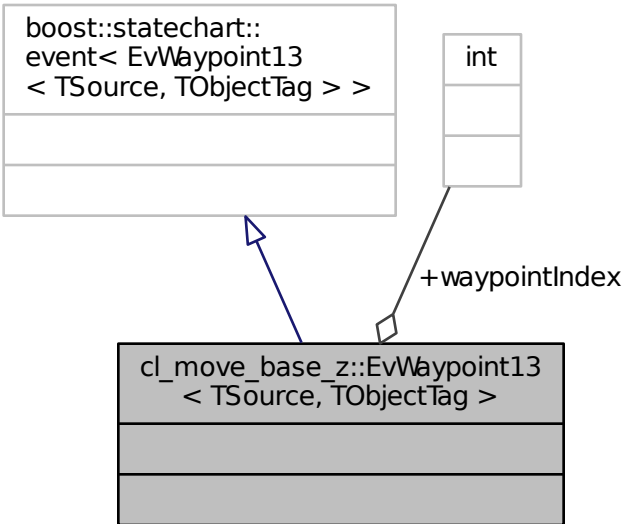 boost::statechart::
event< EvWaypoint13
< TSource, TObjectTag > >
int
+waypointIndex
cl_move_base_z::EvWaypoint13
< TSource, TObjectTag >